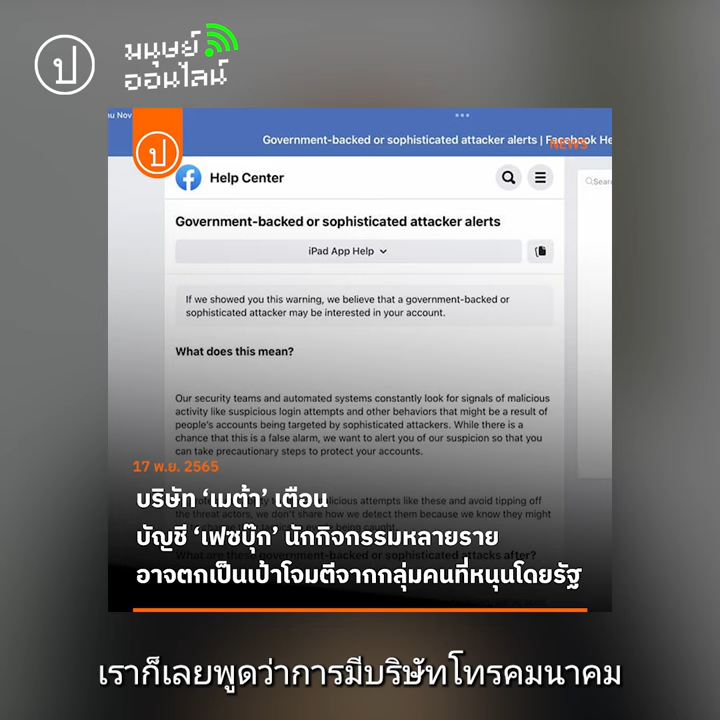 ป
มนุษย์
ออนไลน์
Government-backed or sophisticated attacker alerts | Facebook He
NEWS
ป
Help Center
Sear
Government-backed or sophisticated attacker alerts
iPad App Help
If we showed you this warning, we believe that a government-backed or
sophisticated attacker may be interested in your account.
What does this mean?
Our security teams and automated systems constantly look for signals of malicious
activity like suspicious login attempts and other behaviors that might be a result of
people's accounts being targeted by sophisticated attackers. While there is a
chance that this is a false alarm, we want to alert you of our suspicion so that you
can take precautionary steps to protect your accounts.
17 พ.ย. 2565
บริษัท ‘เมต้า’ เตือน
บัญชี ‘เฟซบุ๊ก’ นักกิจกรรมหลายราย
อาจตกเป็นเป้าโจมตีจากกลุ่มคนที่หนุนโดยรัฐ
เราก็เลยพูดว่าการมีบริษัทโทรคมนาคม